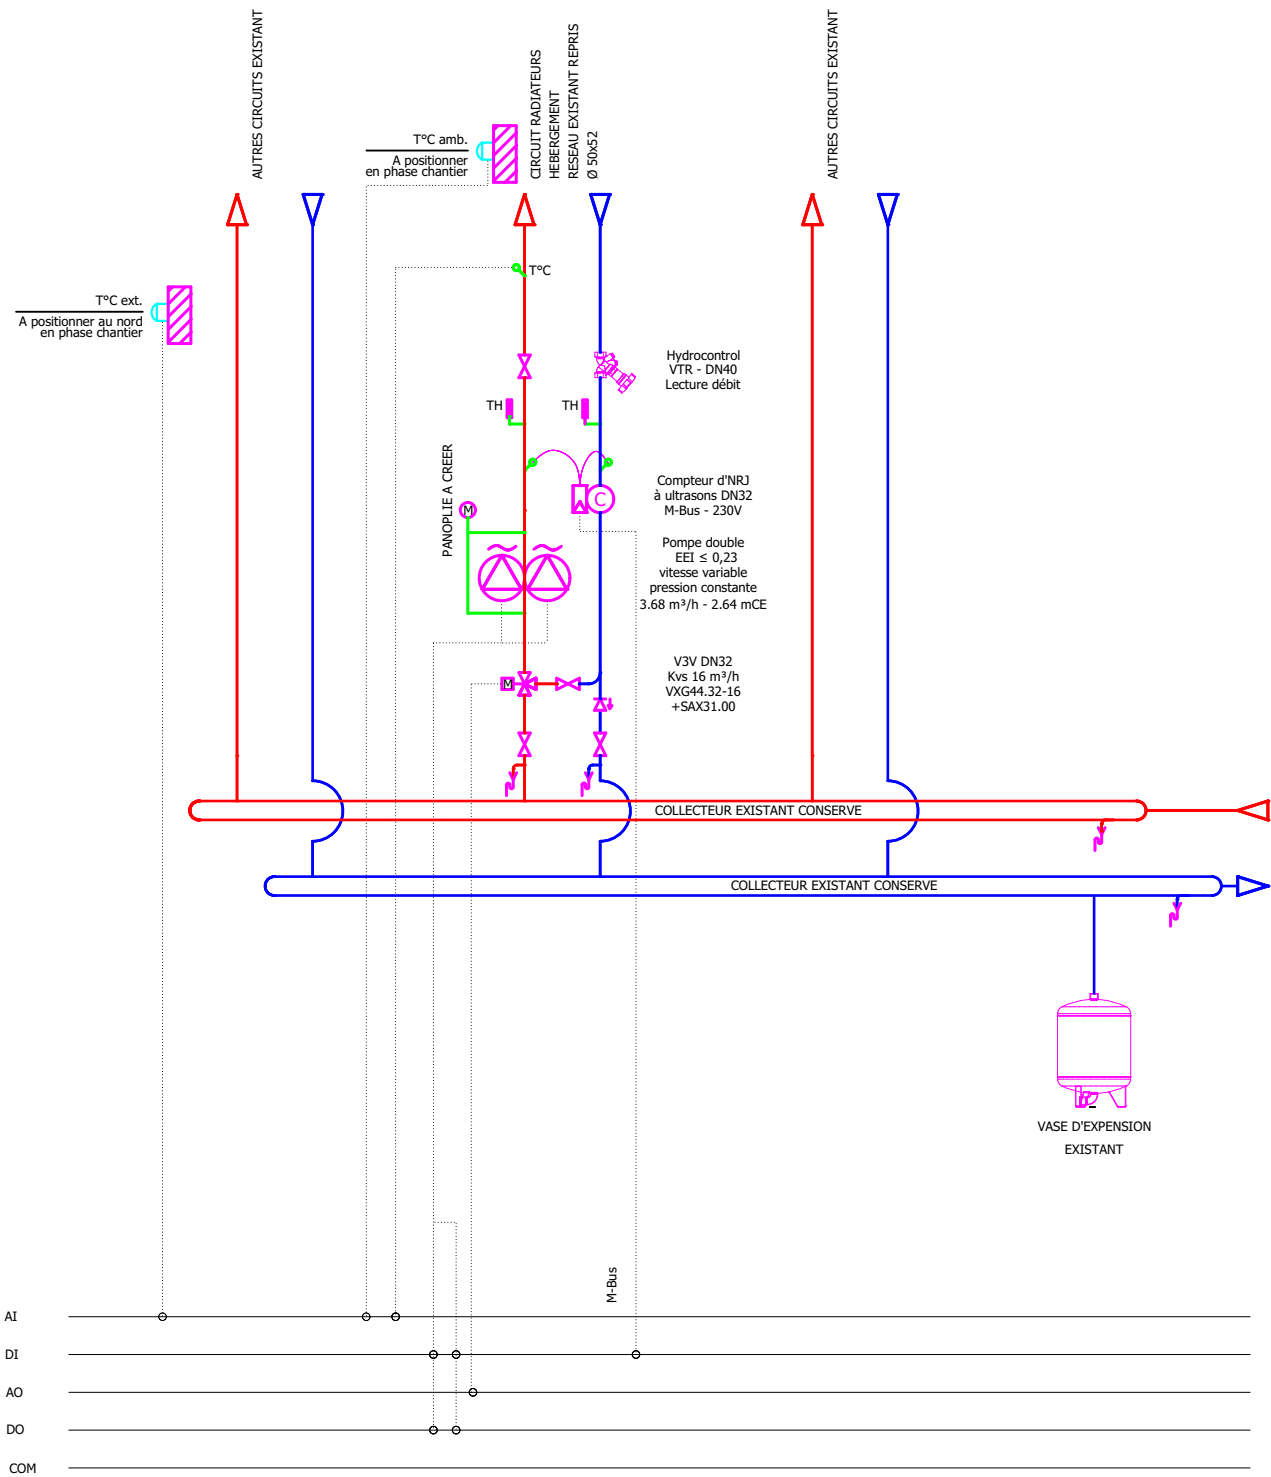 AUTRES CIRCUITS EXISTANT
CIRCUIT RADIATEURS
HEBERGEMENT
RESEAU EXISTANT REPRIS
Ø 50x52
AUTRES CIRCUITS EXISTANT
T°C amb.
A positionner
en phase chantier
T°C
T°C ext.
A positionner au nord
en phase chantier
Hydrocontrol
VTR - DN40
Lecture débit
TH
TH
PANOPLIE A CREER
Compteur d'NRJ
à ultrasons DN32
M-Bus - 230V
C
M
Pompe double
EEI ≤ 0,23
vitesse variable
pression constante
3.68 m³/h - 2.64 mCE
V3V DN32
Kvs 16 m³/h
VXG44.32-16
+SAX31.00
M
COLLECTEUR EXISTANT CONSERVE
COLLECTEUR EXISTANT CONSERVE
VASE D'EXPENSION
EXISTANT
M-Bus
AI
DI
AO
DO
COM